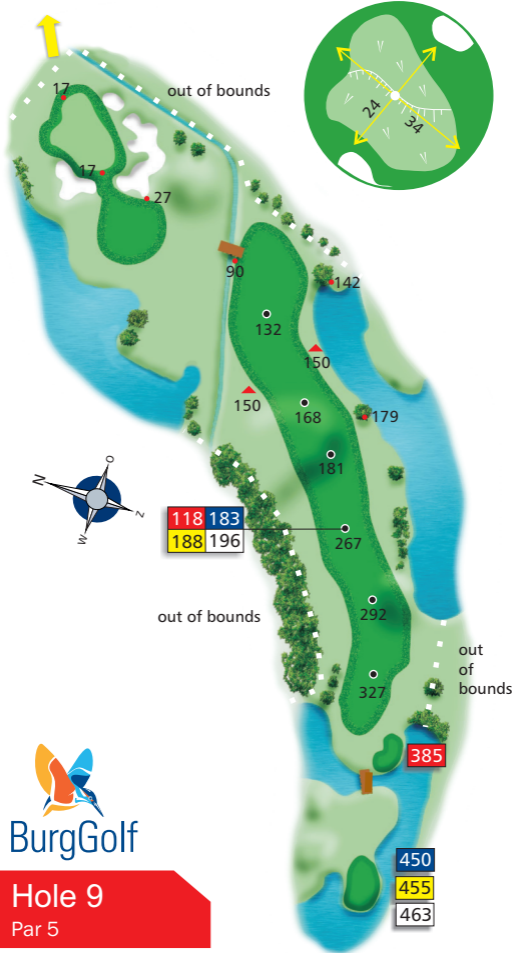 out of bounds
17
17
27
24
34
90
142
132
150
150
168
179
181
N
O
Z
W
118 183
188 196
267
292
out of bounds
out
of
bounds
327
385
BurgGolf
450
455
463
Hole 9
Par 5